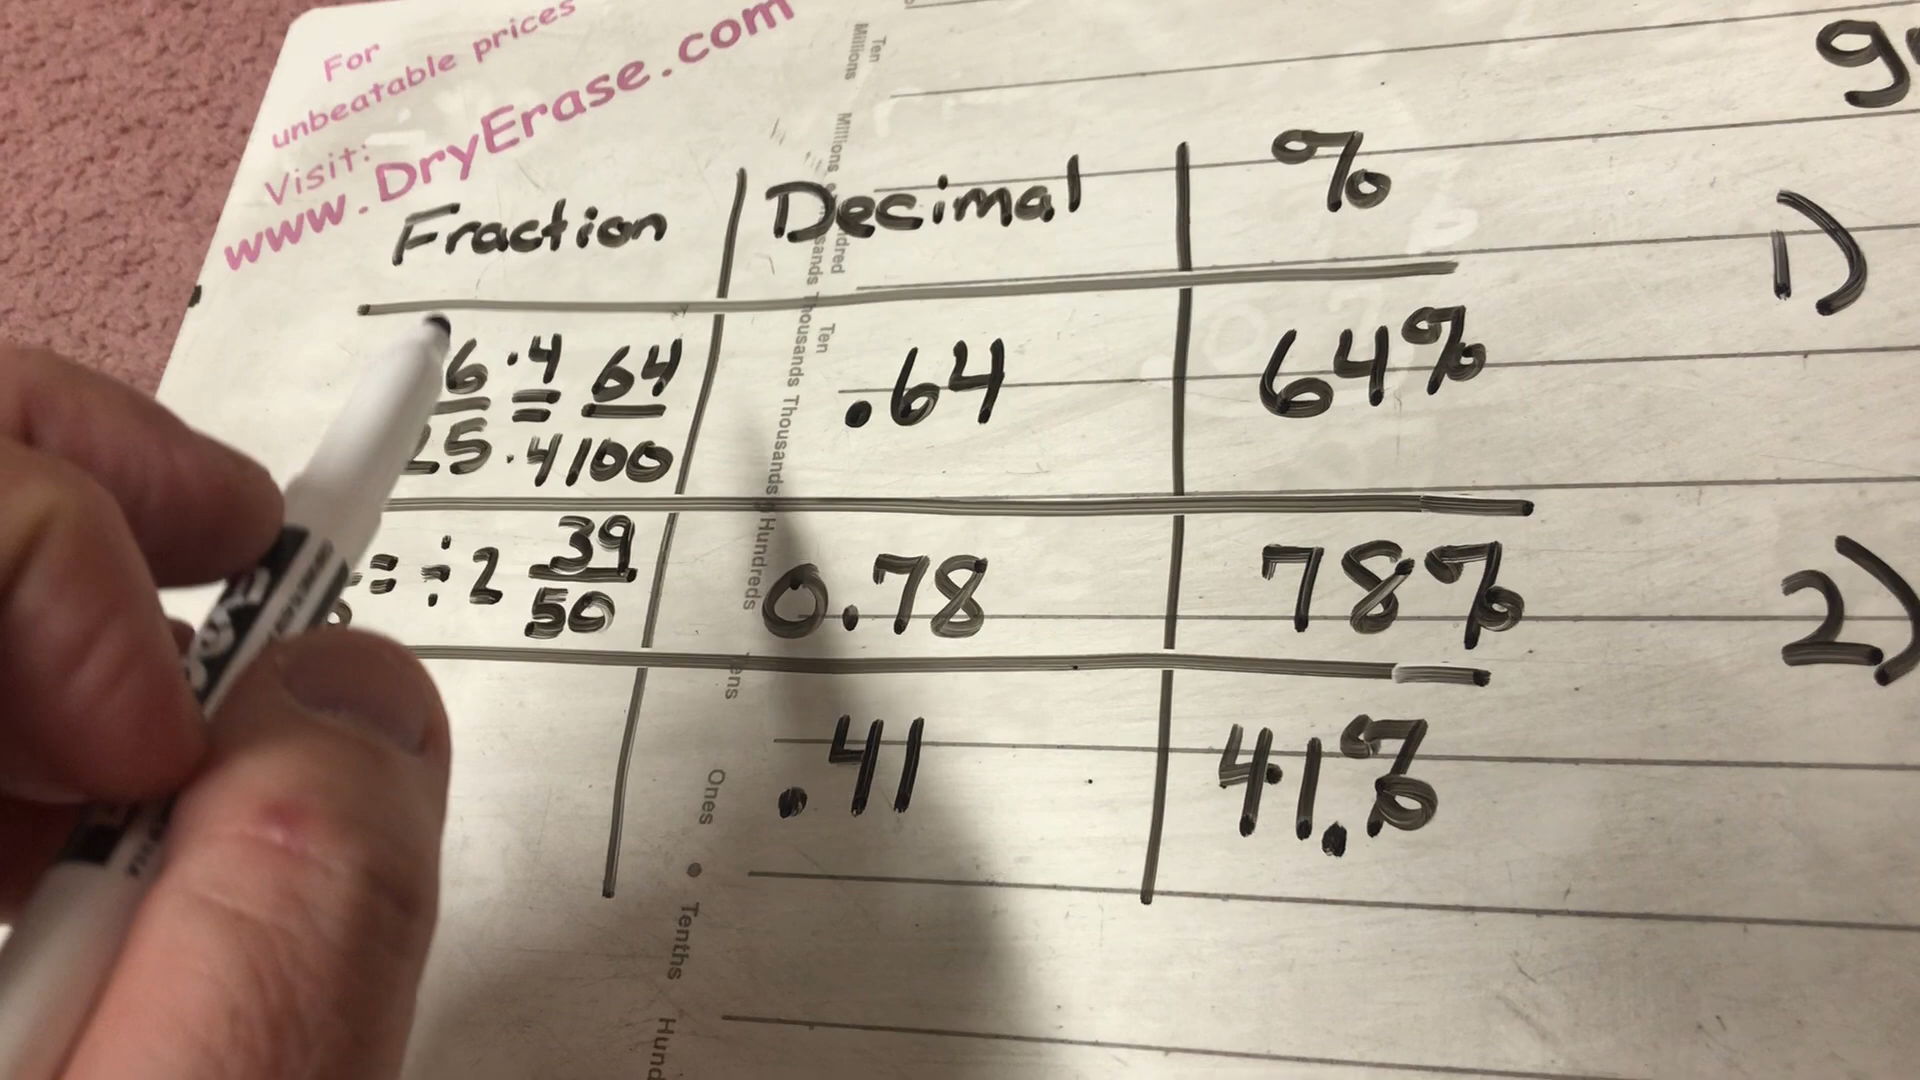 For
unbeatable prices
Visit:
www.DryErase.com
Ten
Millions
Millions
Ten
Thousands
Thousands
Hundreds
Tens
Ones
Tenths
Fraction Decimal %
6 .4 = 64 .64 64%
25 .4 100
= ÷2 39 0.78 78%
50
.41 41.%
1)
2)